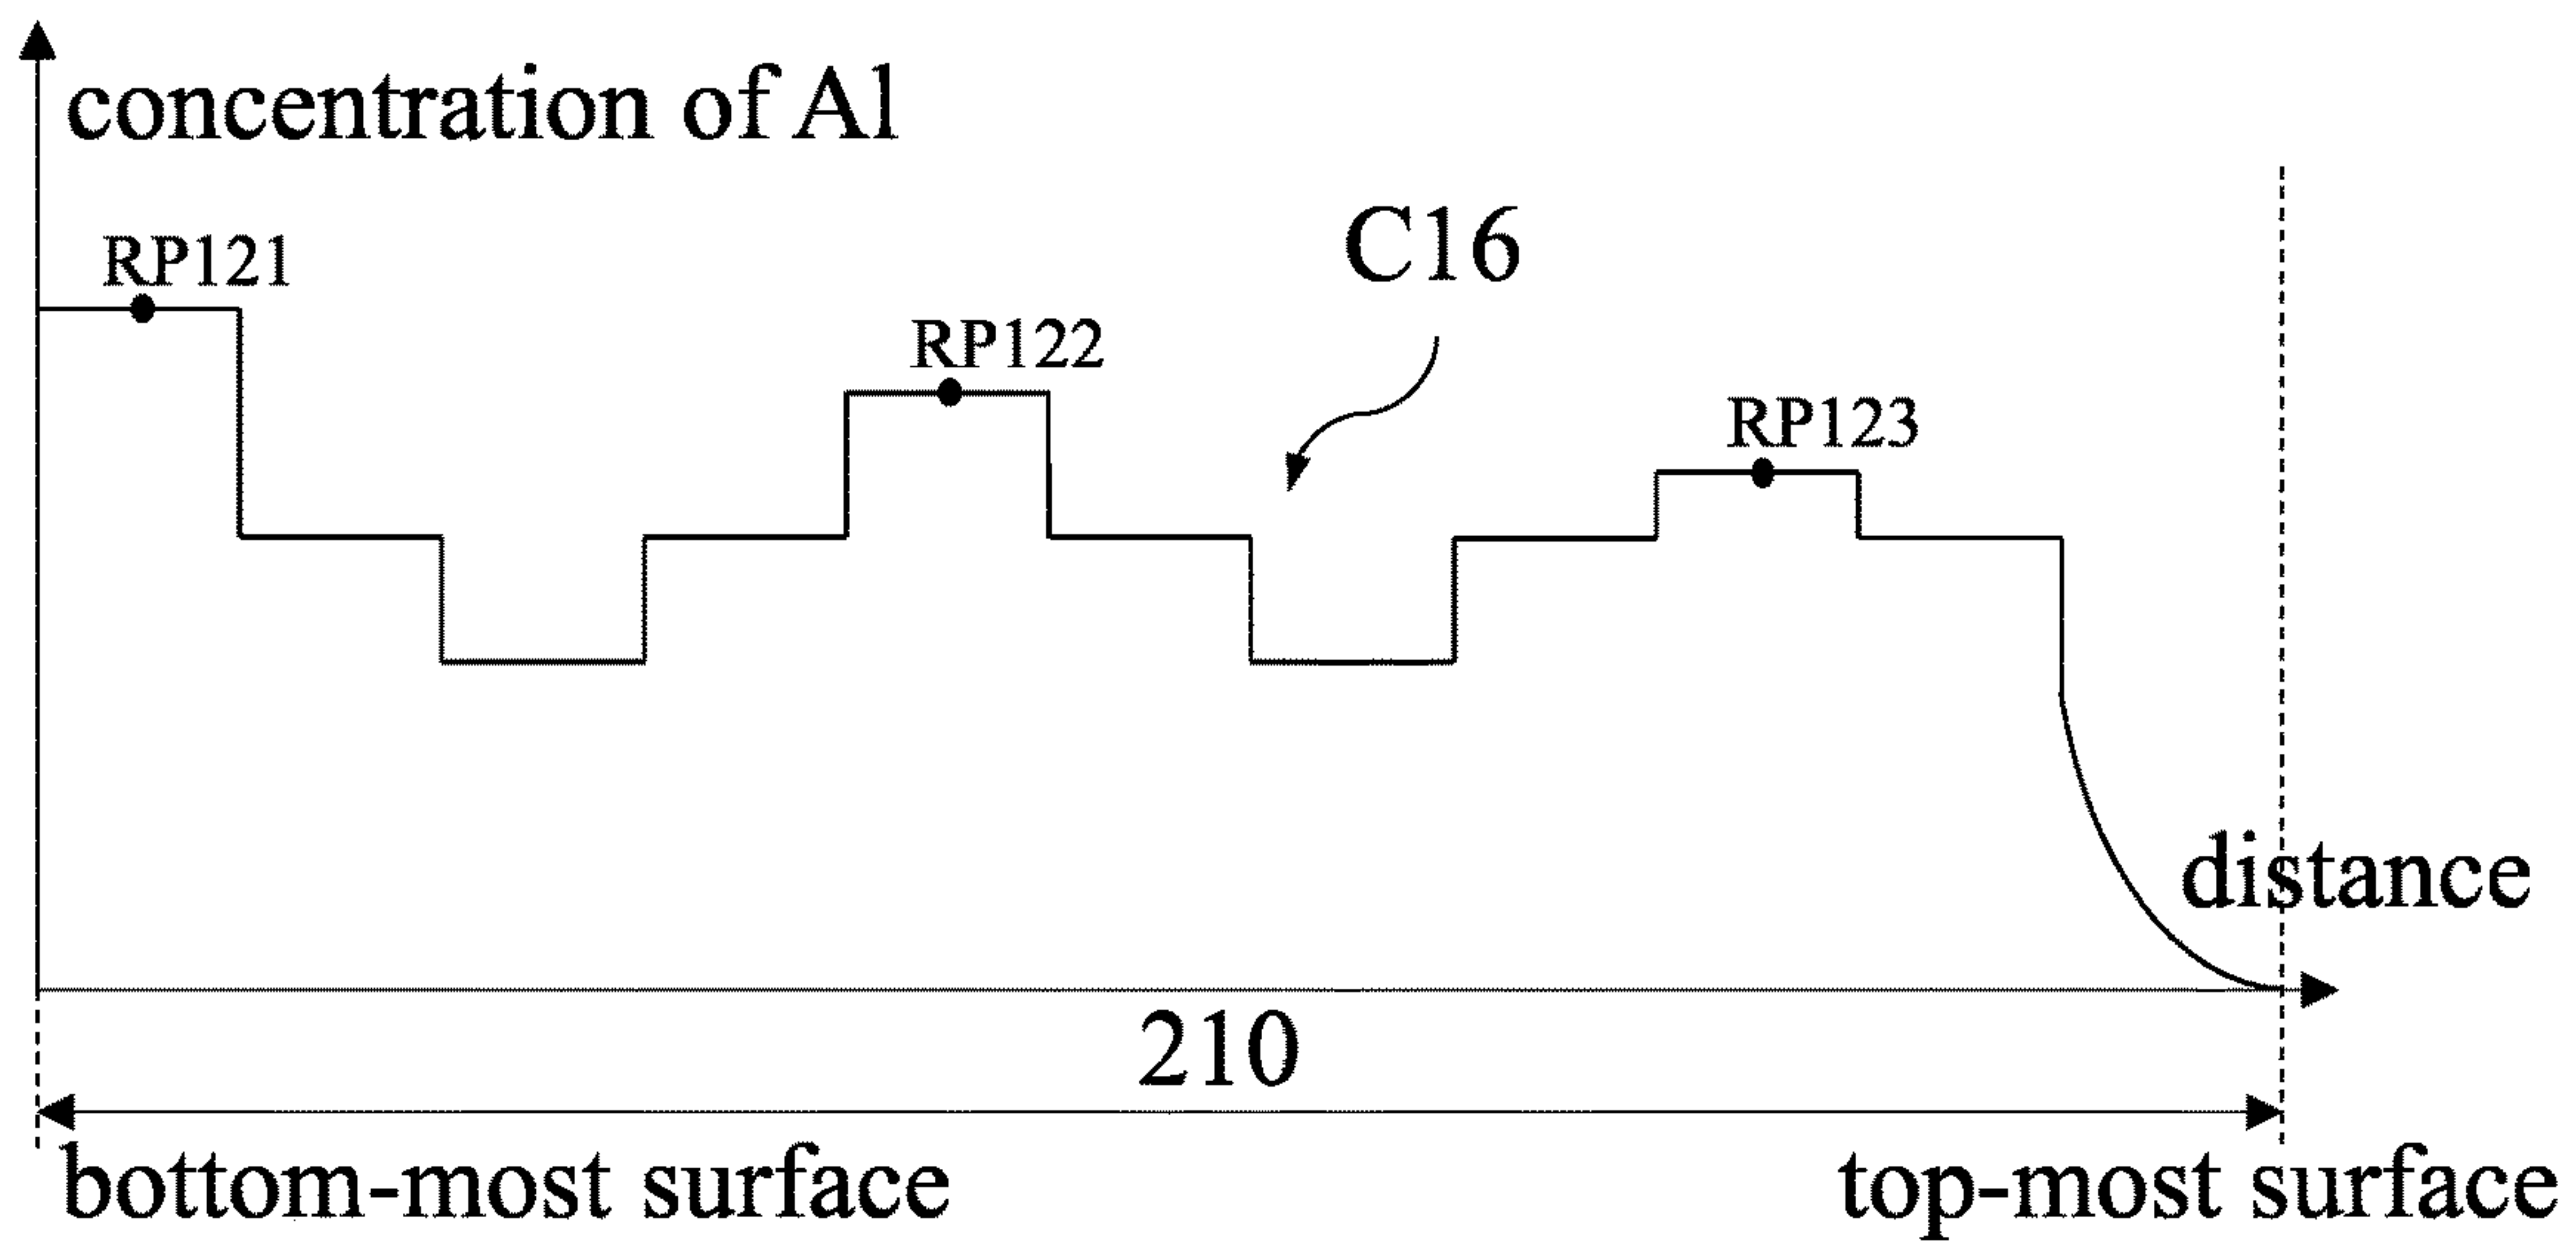 concentration of Al
C16
RP121
RP122
RP123
distance
210
bottom-most surface
top-most surface